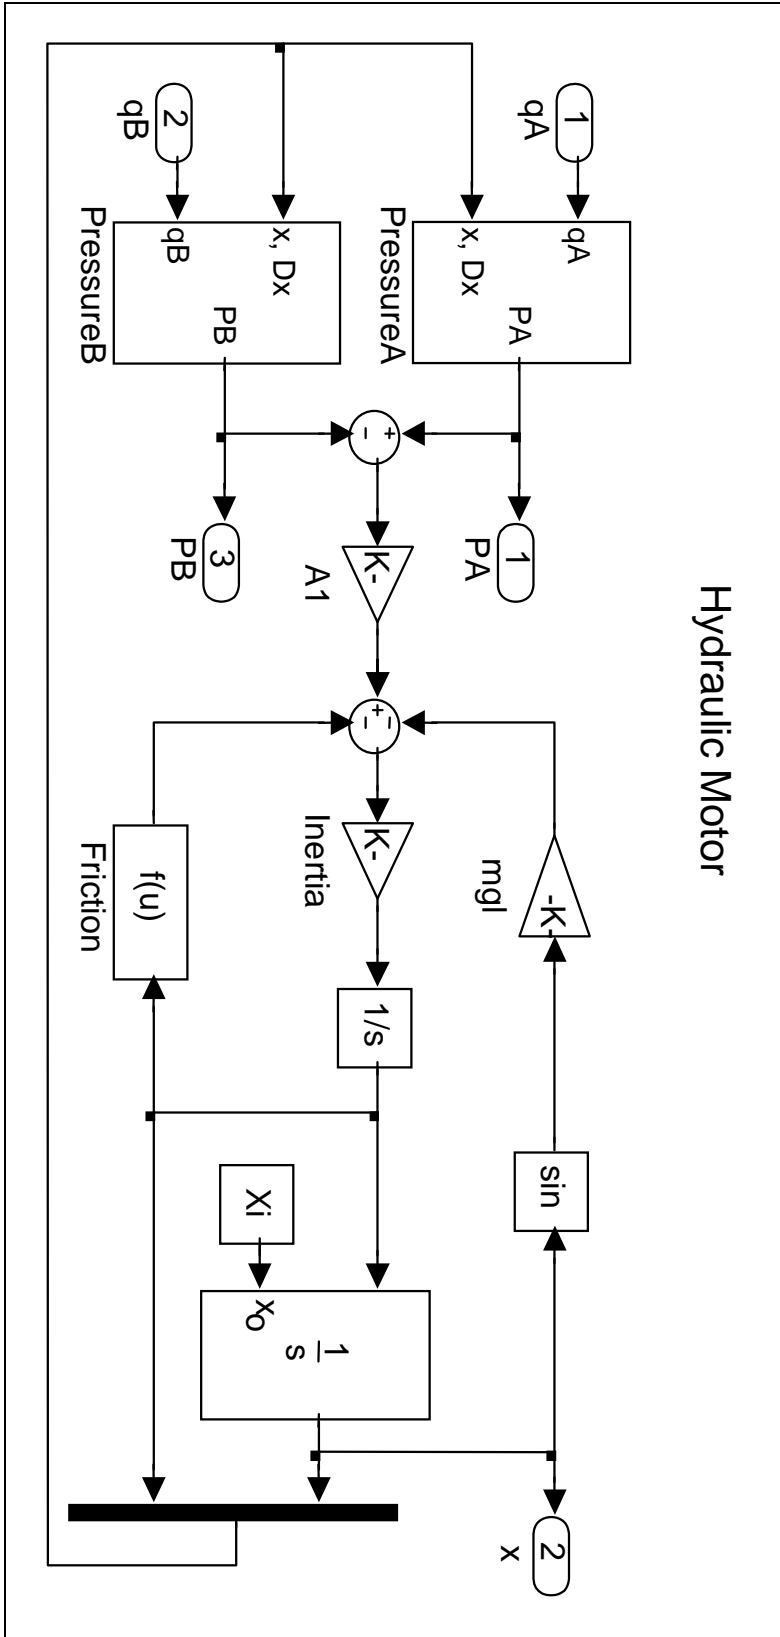 Hydraulic Motor
1
qA
qA
x, Dx
PA
PressureA
1
PA
2
qB
x, Dx
qB
PB
PressureB
3
PB
+
−
K-
A1
+
−
−
K-
Inertia
-K-
mgl
f(u)
Friction
1/s
sin
Xi
xo
1
s
2
x